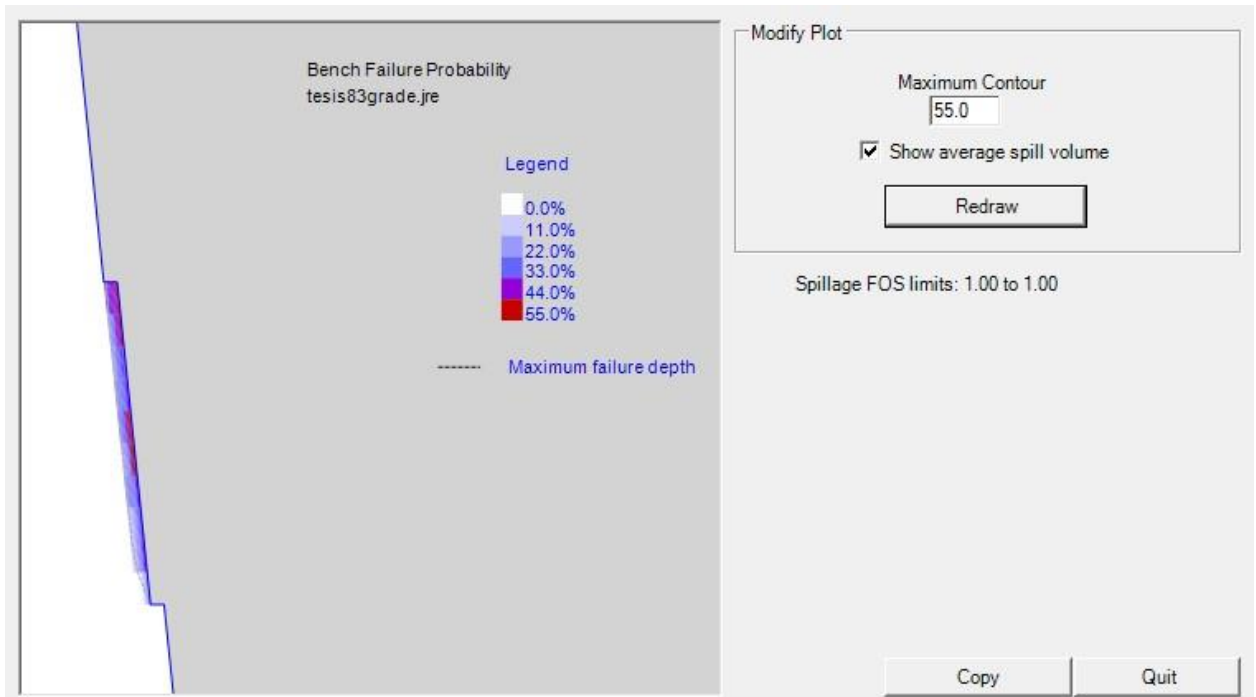 Bench Failure Probability
tesis83grade.jre
Legend
0.0%
11.0%
22.0%
33.0%
44.0%
55.0%
Maximum failure depth
Modify Plot
Maximum Contour
55.0
Show average spill volume
Redraw
Spillage FOS limits: 1.00 to 1.00
Copy
Quit